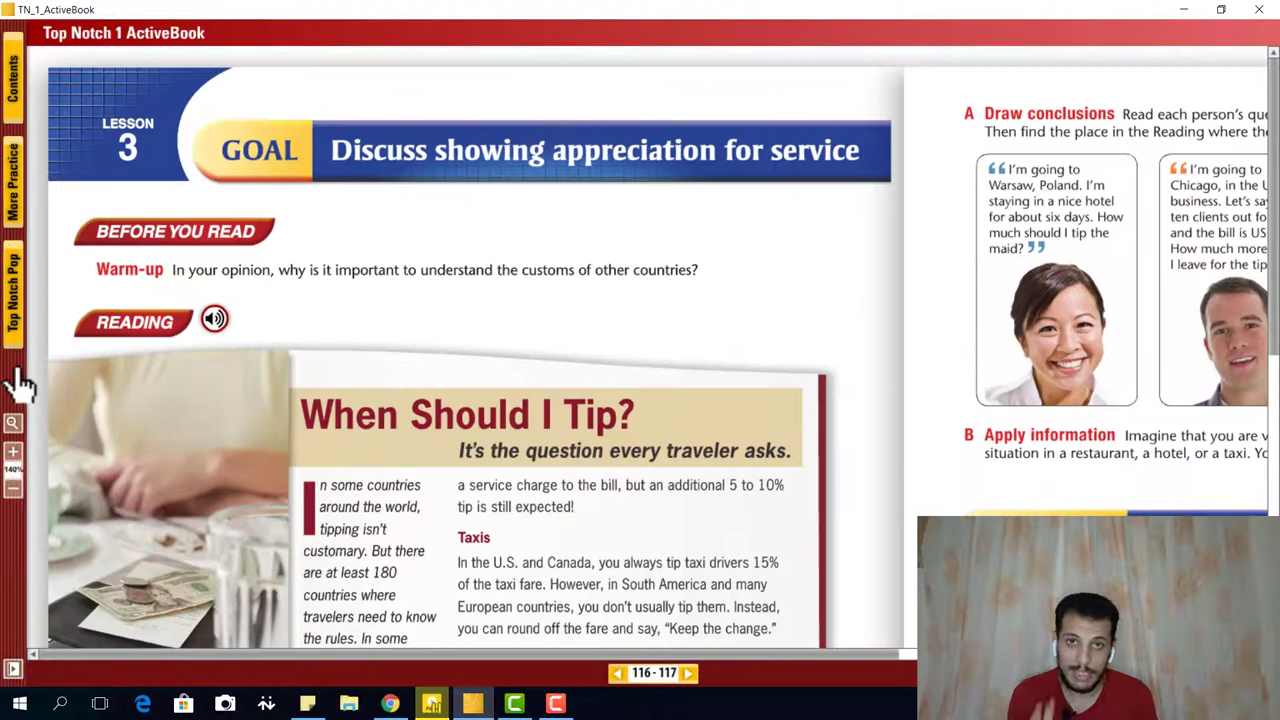 TN_1_ActiveBook
Top Notch 1 ActiveBook
Contents
More Practice
Top Notch Pop
140%
LESSON
3
GOAL
Discuss showing appreciation for service
BEFORE YOU READ
Warm-up In your opinion, why is it important to understand the customs of other countries?
READING
When Should I Tip?
It's the question every traveler asks.
In some countries
around the world,
tipping isn't
customary. But there
are at least 180
countries where
travelers need to know
the rules. In some
a service charge to the bill, but an additional 5 to 10%
tip is still expected!
Taxis
In the U.S. and Canada, you always tip taxi drivers 15%
of the taxi fare. However, in South America and many
European countries, you don't usually tip them. Instead,
you can round off the fare and say, “Keep the change.”
A Draw conclusions Read each person's que
Then find the place in the Reading where the
“I'm going to
Warsaw, Poland. I'm
staying in a nice hotel
for about six days. How
much should I tip the
maid?”
“I'm going to
Chicago, in the U
business. Let's sa
ten clients out fo
and the bill is US
How much more
I leave for the tip
B Apply information Imagine that you are v
situation in a restaurant, a hotel, or a taxi. Yo
116 - 117